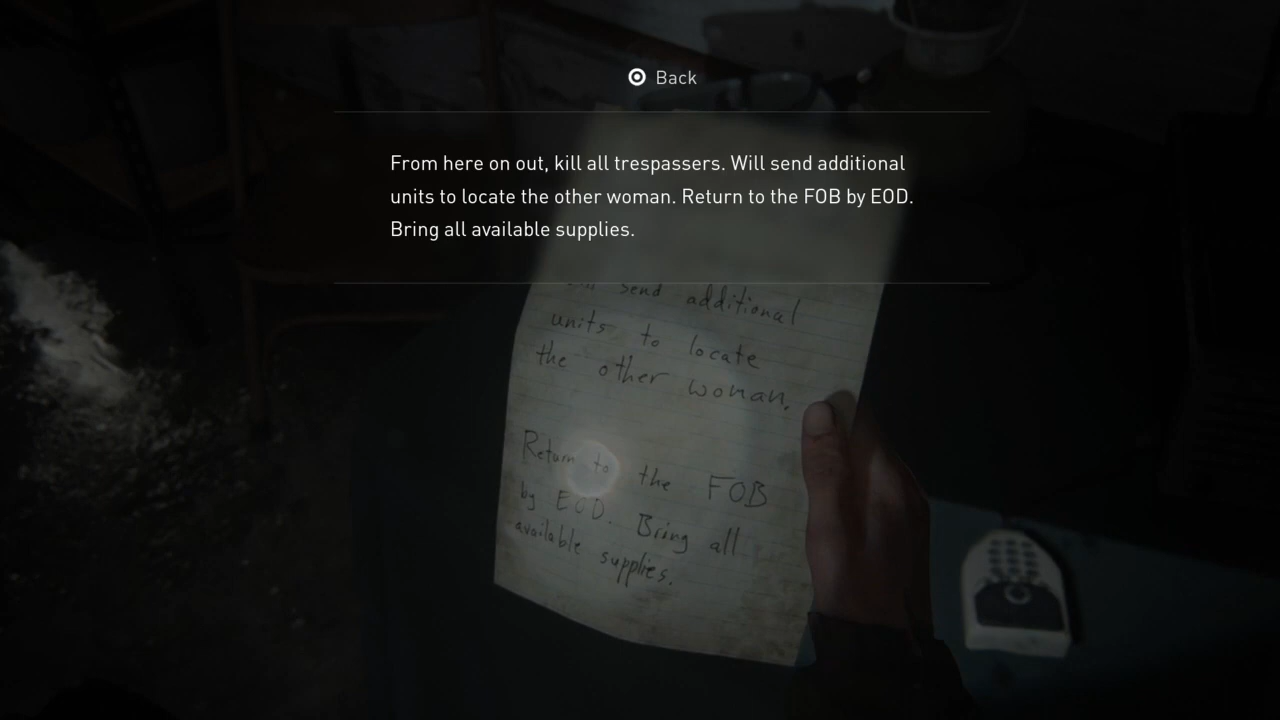 Back
From here on out, kill all trespassers. Will send additional
units to locate the other woman. Return to the FOB by EOD.
Bring all available supplies.
send additional
units to locate
the other woman.
Return to the FOB
by EOD. Bring all
available supplies.